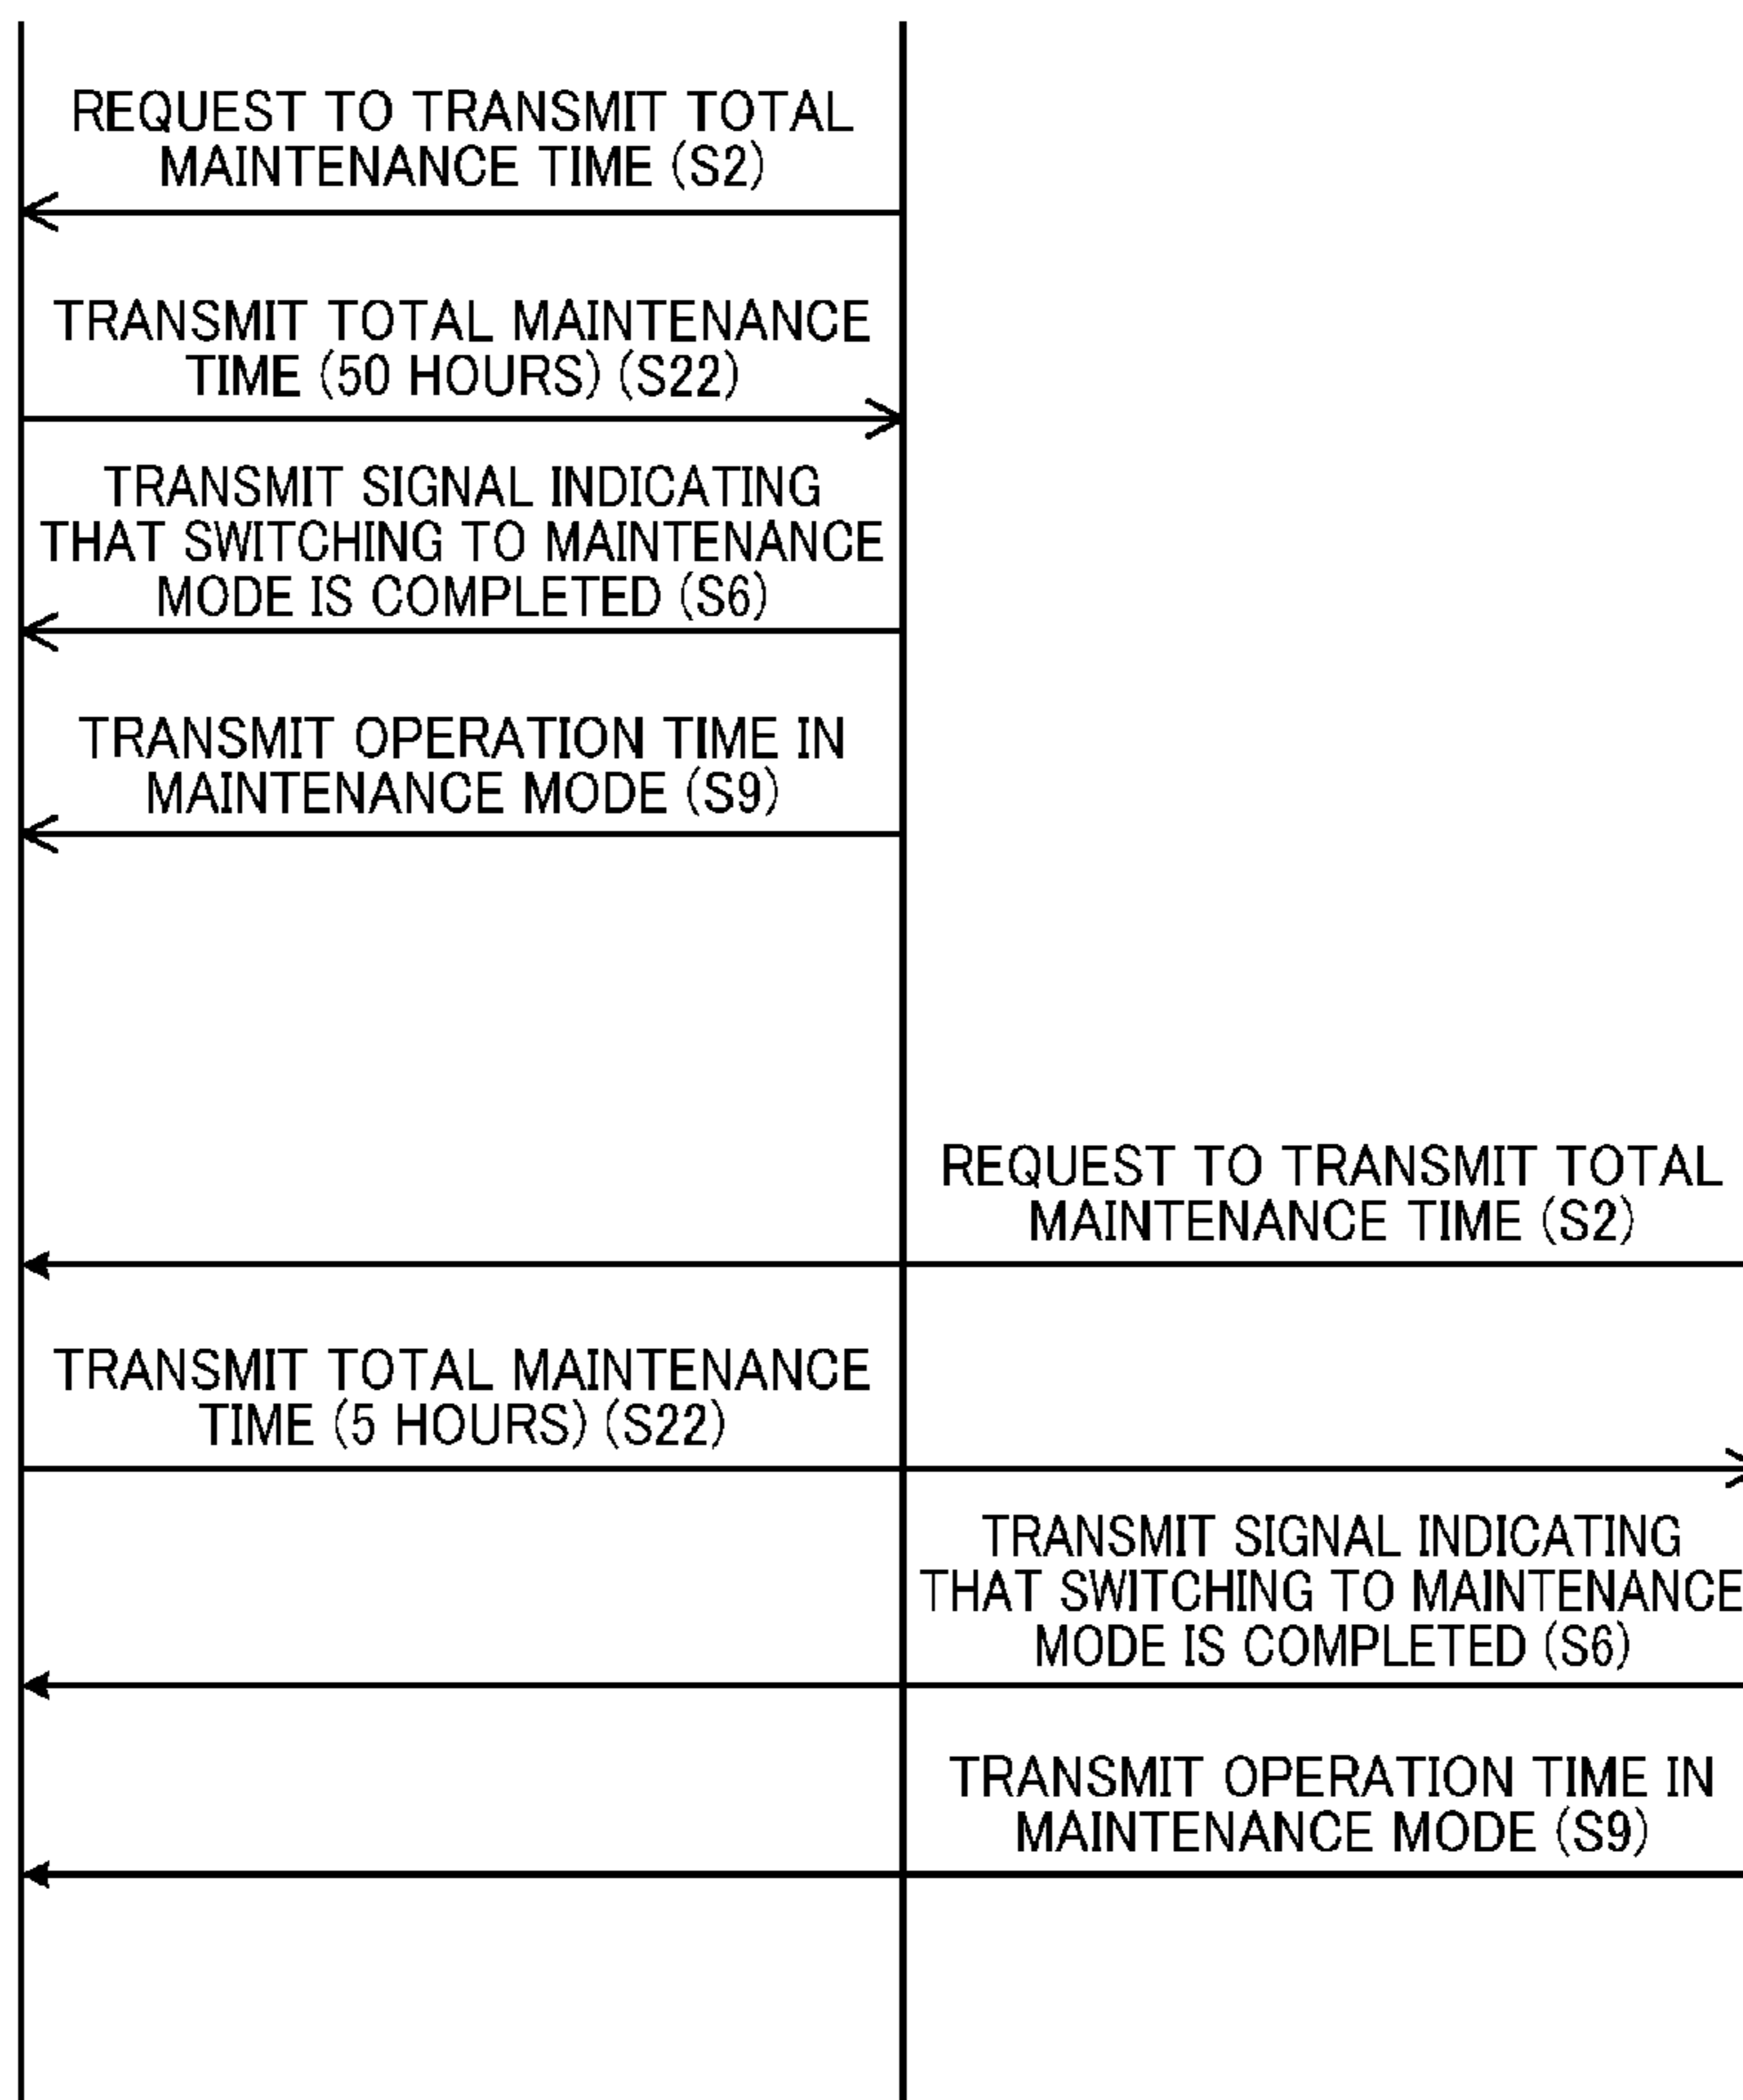 REQUEST TO TRANSMIT TOTAL
MAINTENANCE TIME (S2)
TRANSMIT TOTAL MAINTENANCE
TIME (50 HOURS) (S22)
TRANSMIT SIGNAL INDICATING
THAT SWITCHING TO MAINTENANCE
MODE IS COMPLETED (S6)
TRANSMIT OPERATION TIME IN
MAINTENANCE MODE (S9)
REQUEST TO TRANSMIT TOTAL
MAINTENANCE TIME (S2)
TRANSMIT TOTAL MAINTENANCE
TIME (5 HOURS) (S22)
TRANSMIT SIGNAL INDICATING
THAT SWITCHING TO MAINTENANCE
MODE IS COMPLETED (S6)
TRANSMIT OPERATION TIME IN
MAINTENANCE MODE (S9)